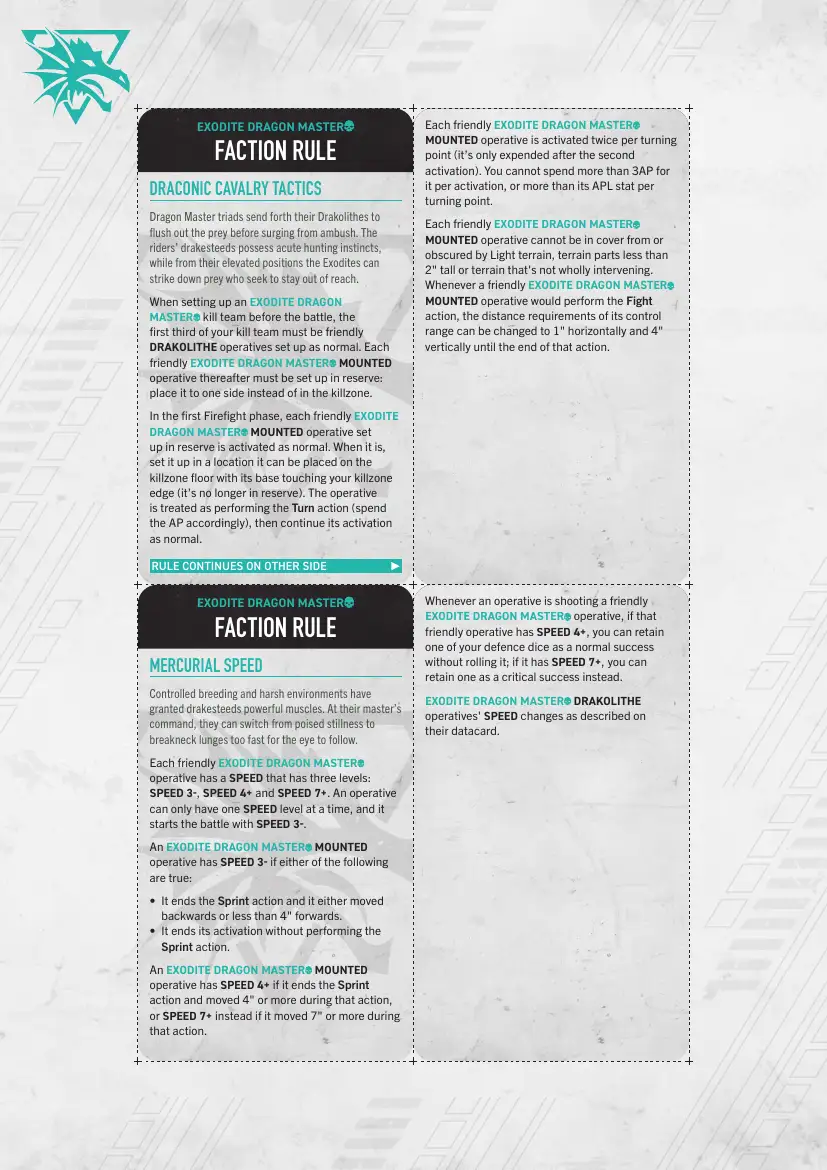 EXODITE DRAGON MASTER
FACTION RULE
DRACONIC CAVALRY TACTICS
Dragon Master triads send forth their Drakolithes to
flush out the prey before surging from ambush. The
riders' drakesteeds possess acute hunting instincts,
while from their elevated positions the Exodites can
strike down prey who seek to stay out of reach.
When setting up an EXODITE DRAGON
MASTER kill team before the battle, the
first third of your kill team must be friendly
DRAKOLITHE operatives set up as normal. Each
friendly EXODITE DRAGON MASTER MOUNTED
operative thereafter must be set up in reserve:
place it to one side instead of in the killzone.
In the first Firefight phase, each friendly EXODITE
DRAGON MASTER MOUNTED operative set
up in reserve is activated as normal. When it is,
set it up in a location it can be placed on the
killzone floor with its base touching your killzone
edge (it's no longer in reserve). The operative
is treated as performing the Turn action (spend
the AP accordingly), then continue its activation
as normal.
RULE CONTINUES ON OTHER SIDE
Each friendly EXODITE DRAGON MASTER
MOUNTED operative is activated twice per turning
point (it's only expended after the second
activation). You cannot spend more than 3AP for
it per activation, or more than its APL stat per
turning point.
Each friendly EXODITE DRAGON MASTER
MOUNTED operative cannot be in cover from or
obscured by Light terrain, terrain parts less than
2" tall or terrain that's not wholly intervening.
Whenever a friendly EXODITE DRAGON MASTER
MOUNTED operative would perform the Fight
action, the distance requirements of its control
range can be changed to 1" horizontally and 4"
vertically until the end of that action.
EXODITE DRAGON MASTER
FACTION RULE
MERCURIAL SPEED
Controlled breeding and harsh environments have
granted drakesteeds powerful muscles. At their master's
command, they can switch from poised stillness to
breakneck lunges too fast for the eye to follow.
Each friendly EXODITE DRAGON MASTER
operative has a SPEED that has three levels:
SPEED 3-, SPEED 4+ and SPEED 7+. An operative
can only have one SPEED level at a time, and it
starts the battle with SPEED 3-.
An EXODITE DRAGON MASTER MOUNTED
operative has SPEED 3- if either of the following
are true:
• It ends the Sprint action and it either moved
backwards or less than 4" forwards.
• It ends its activation without performing the
Sprint action.
An EXODITE DRAGON MASTER MOUNTED
operative has SPEED 4+ if it ends the Sprint
action and moved 4" or more during that action,
or SPEED 7+ instead if it moved 7" or more during
that action.
Whenever an operative is shooting a friendly
EXODITE DRAGON MASTER operative, if that
friendly operative has SPEED 4+, you can retain
one of your defence dice as a normal success
without rolling it; if it has SPEED 7+, you can
retain one as a critical success instead.
EXODITE DRAGON MASTER DRAKOLITHE
operatives' SPEED changes as described on
their datacard.